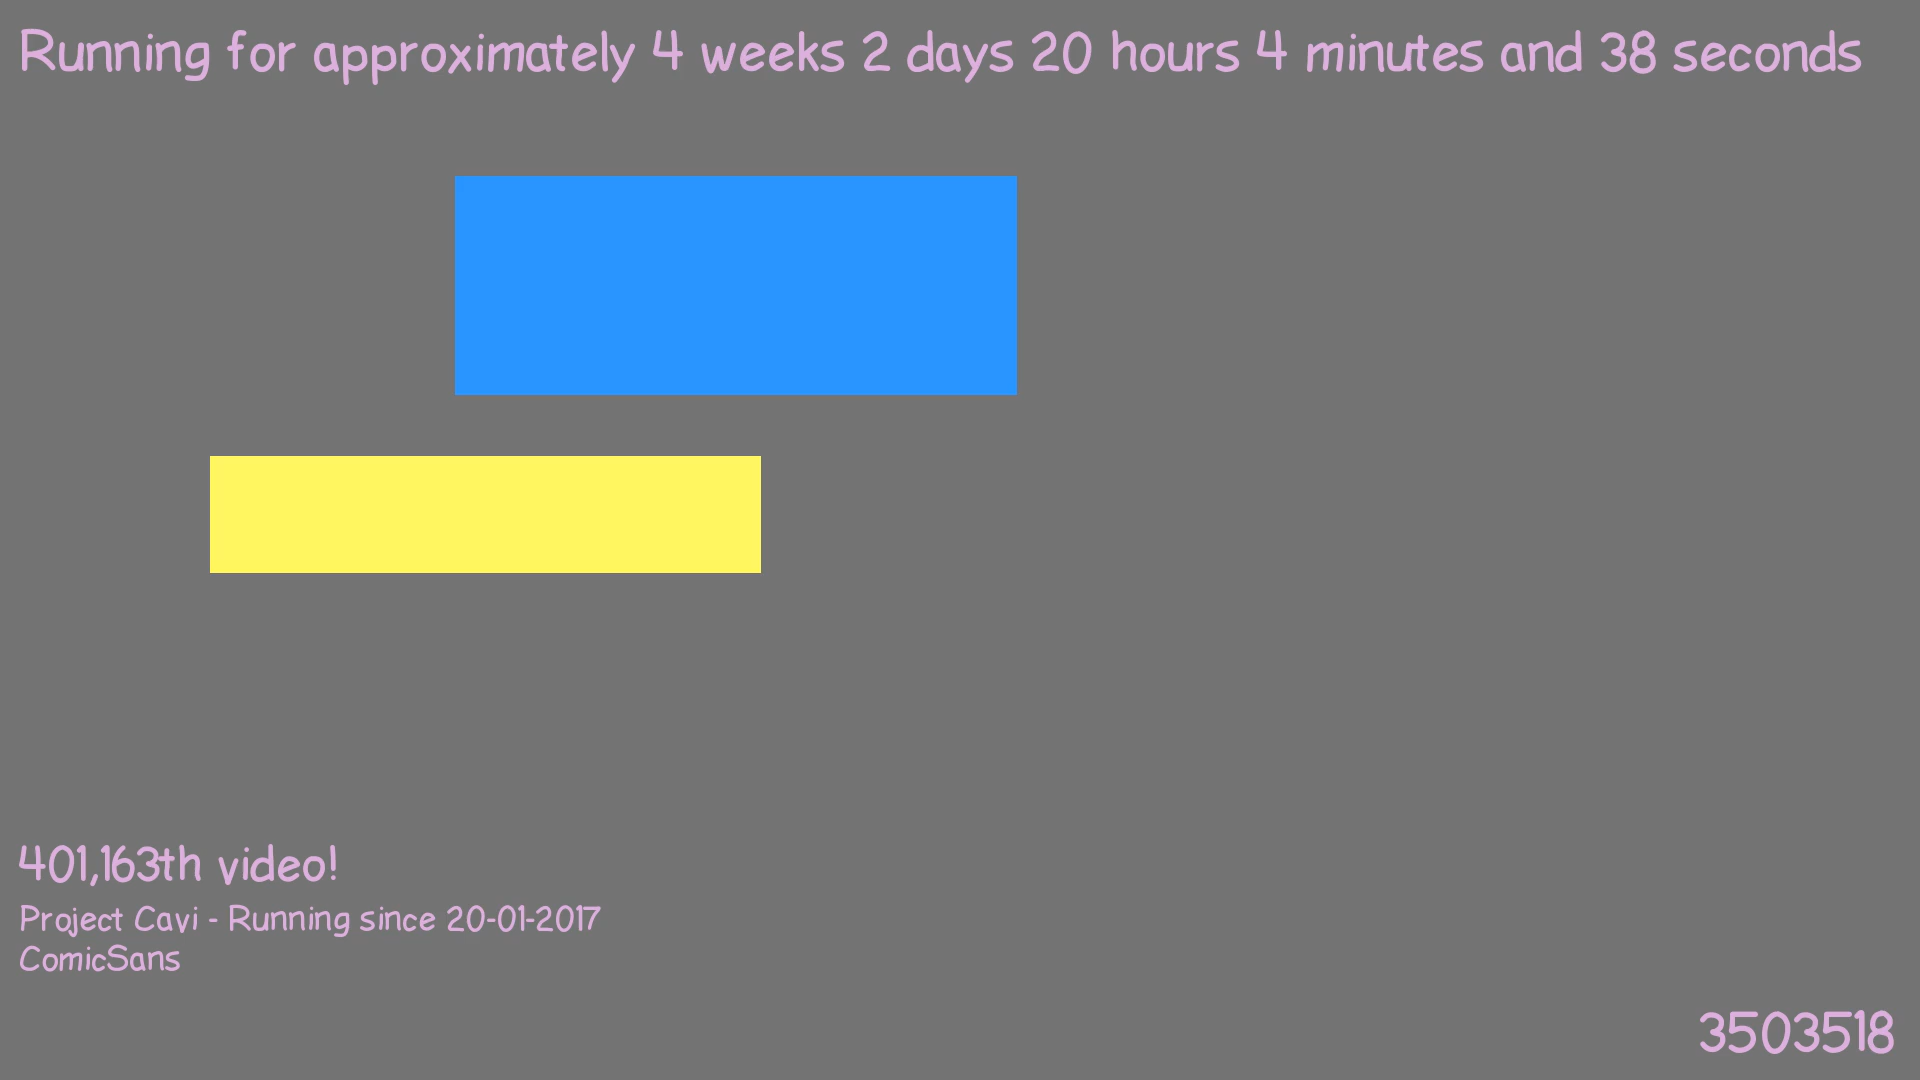 Running for approximately 4 weeks 2 days 20 hours 4 minutes and 38 seconds
401,163th video!
Project Cavi - Running since 20-01-2017
ComicSans
3503518